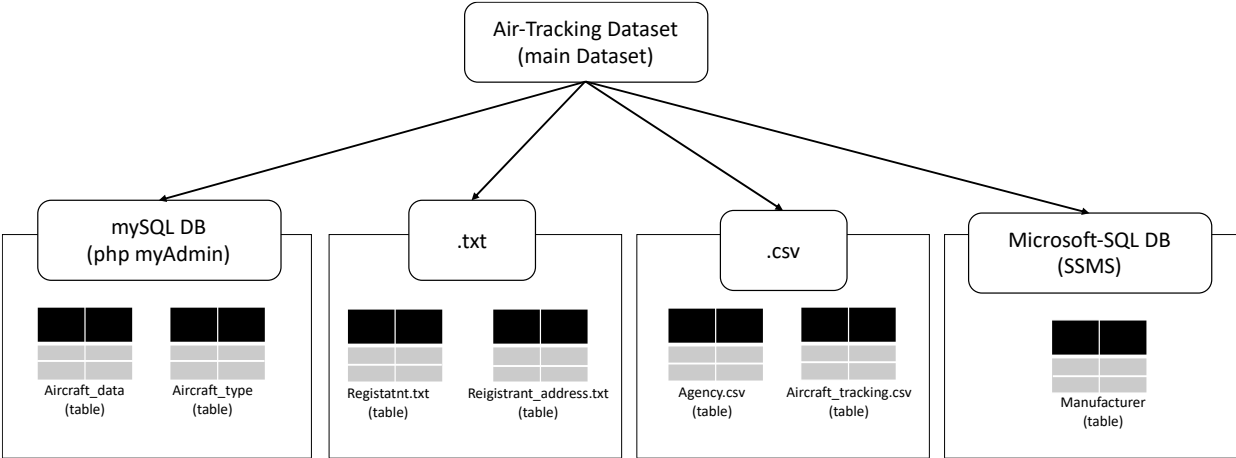 Air-Tracking Dataset
(main Dataset)
mySQL DB
(php myAdmin)
.txt
.csv
Microsoft-SQL DB
(SSMS)
Aircraft_data
(table)
Aircraft_type
(table)
Registatnt.txt
(table)
Reigistrant_address.txt
(table)
Agency.csv
(table)
Aircraft_tracking.csv
(table)
Manufacturer
(table)